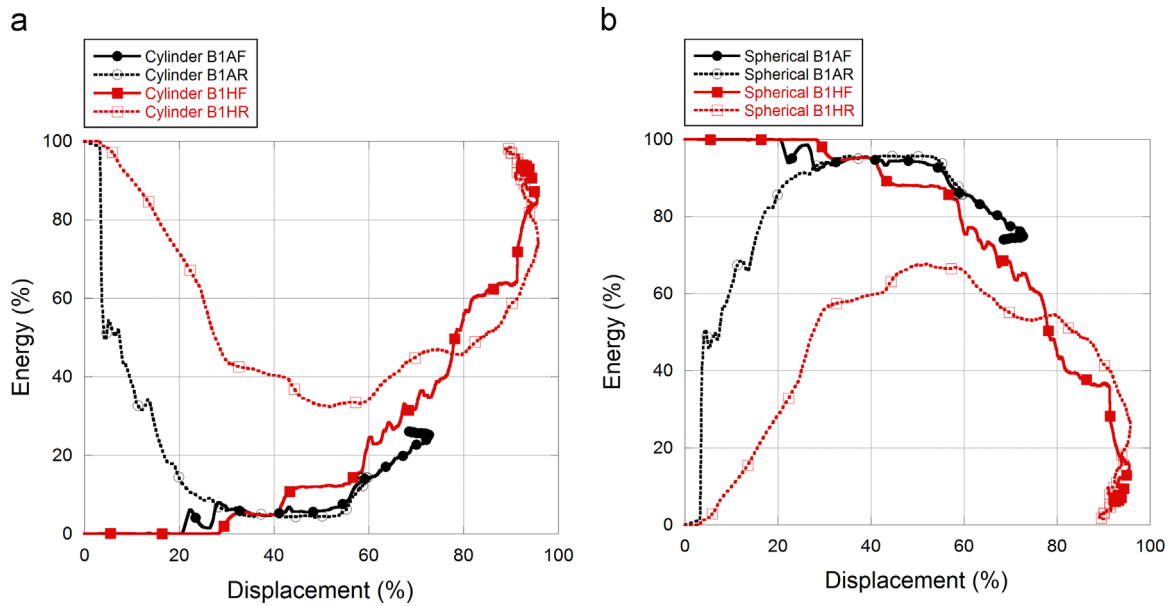 a
Cylinder B1AF
Cylinder B1AR
Cylinder B1HF
Cylinder B1HR
100
80
60
40
20
0
Energy (%)
0 20 40 60 80 100
Displacement (%)
b
Spherical B1AF
Spherical B1AR
Spherical B1HF
Spherical B1HR
100
80
60
40
20
0
Energy (%)
0 20 40 60 80 100
Displacement (%)